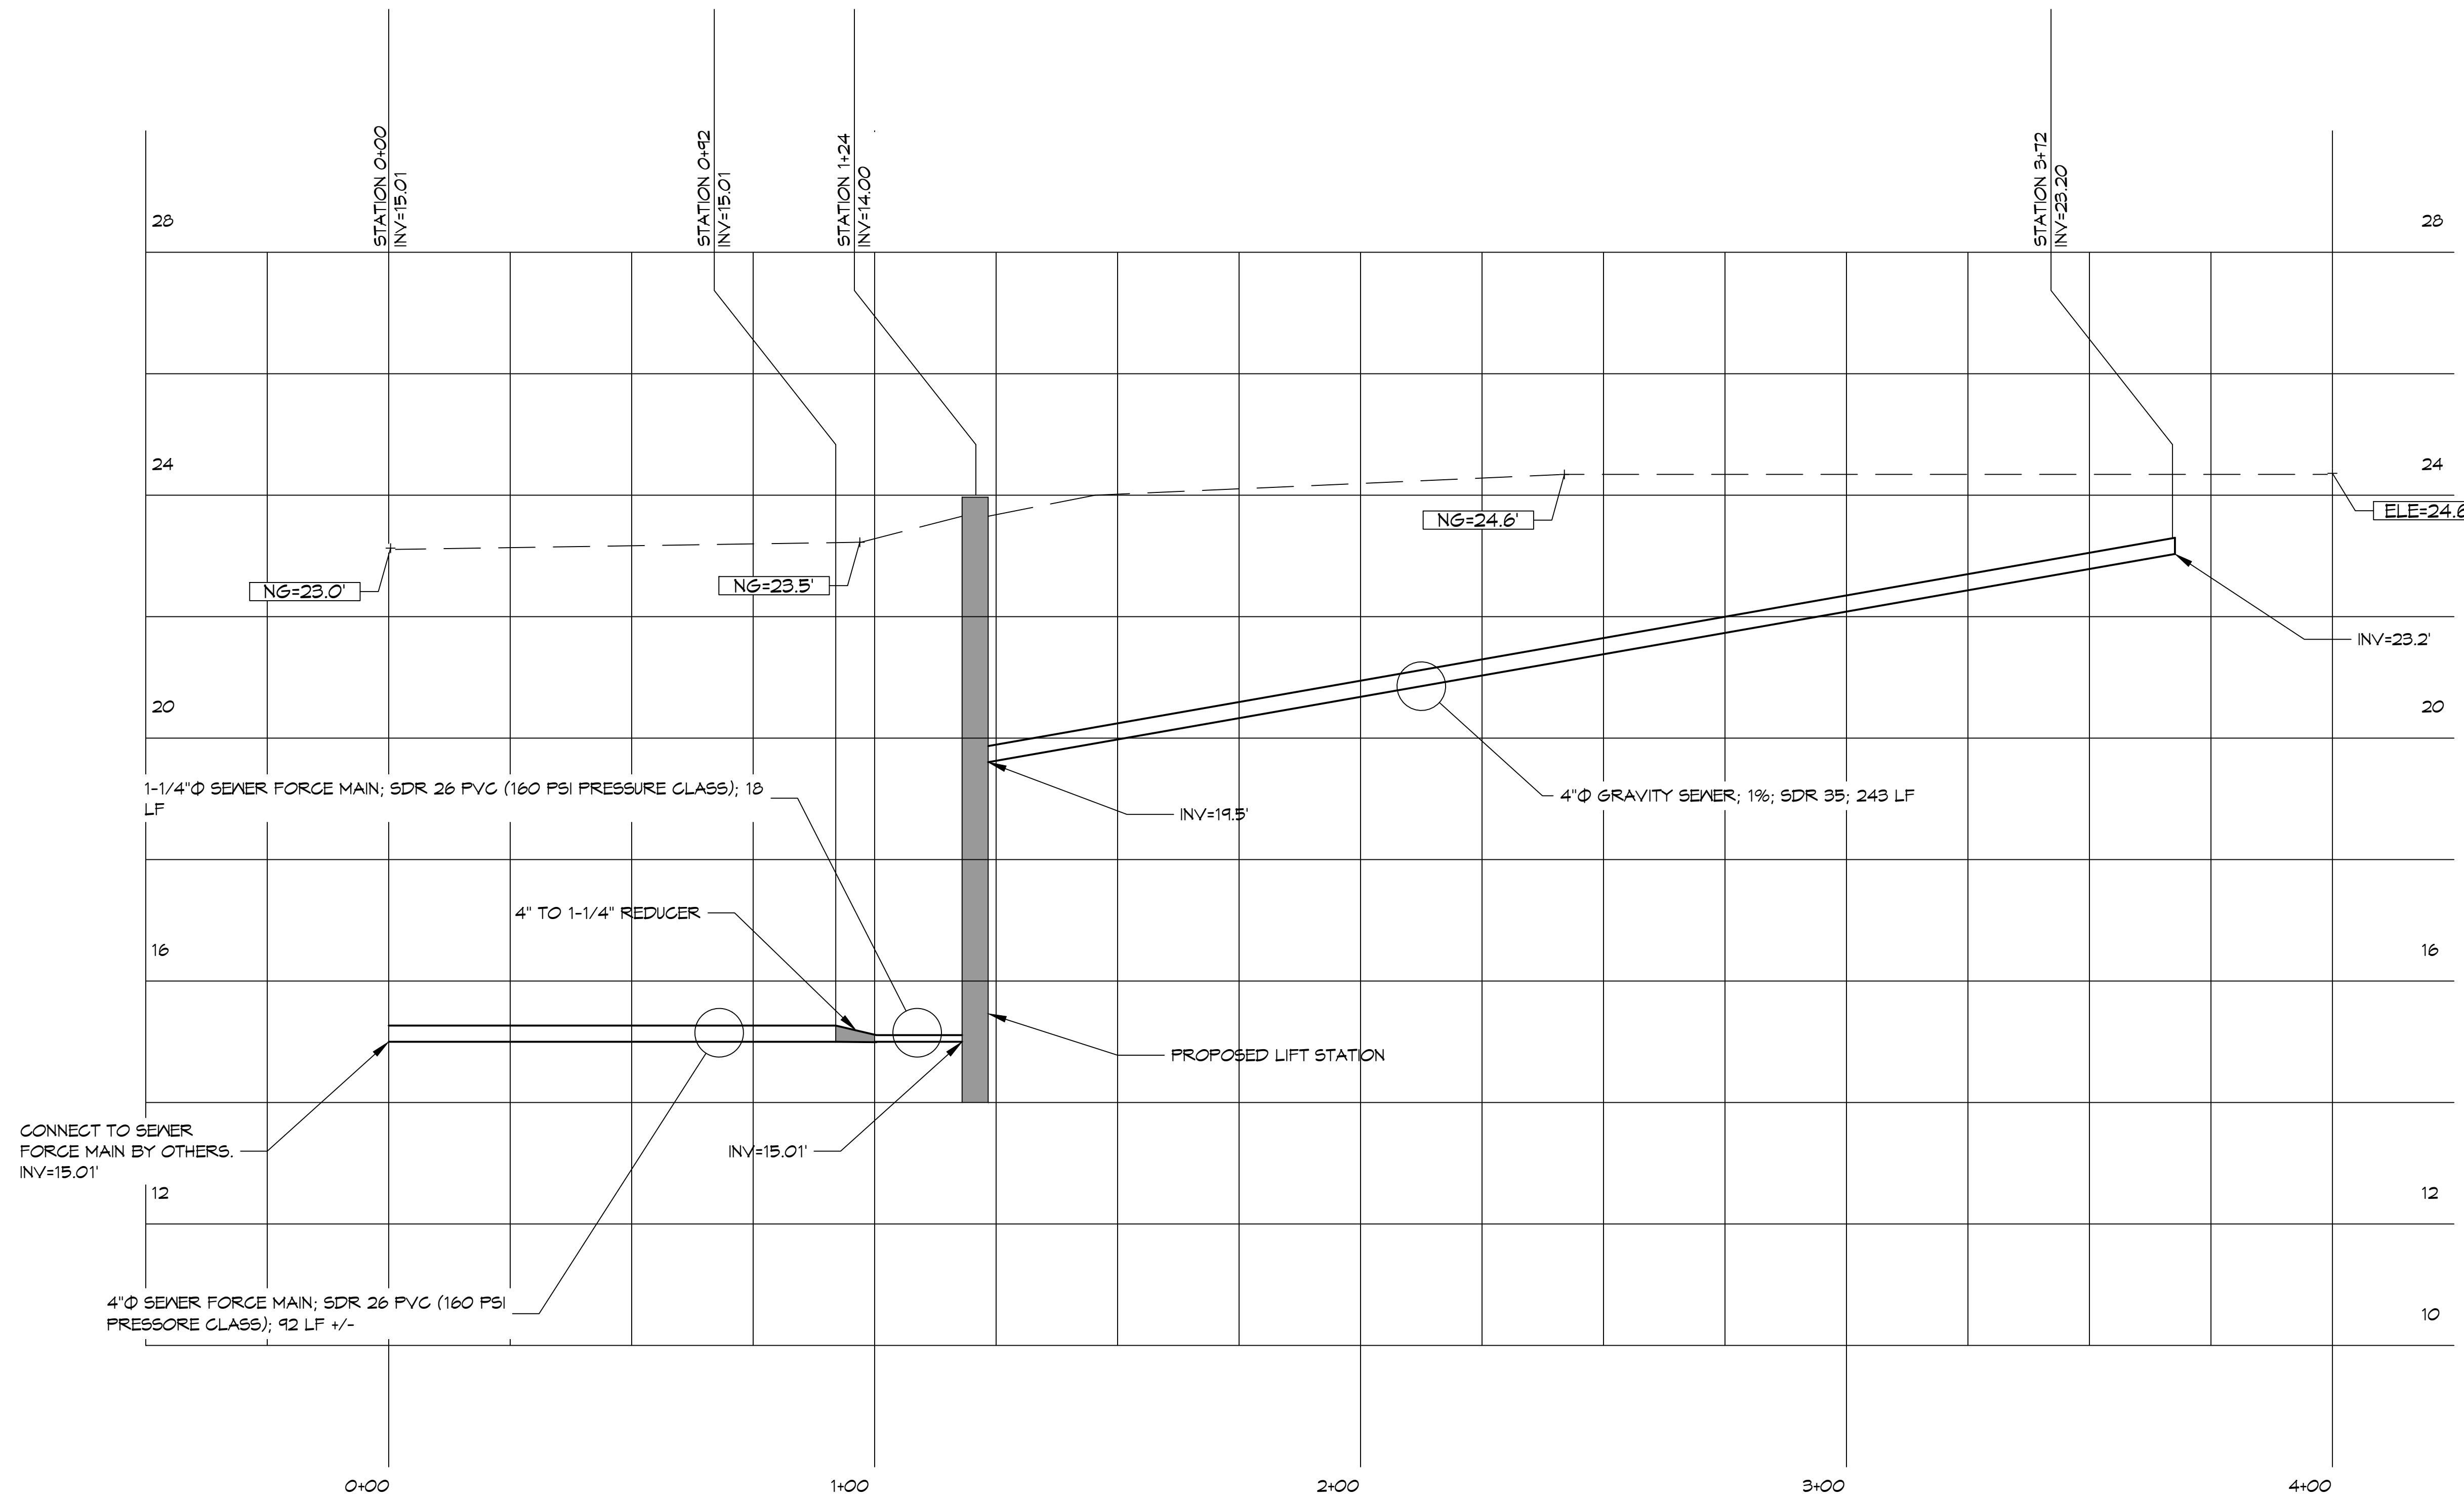 STATION 0+00
INV=15.01
STATION 0+92
INV=15.01
STATION 1+24
INV=14.00
STATION 3+72
INV=23.20
28
28
24
24
NG=23.0'
NG=23.5'
NG=24.6'
ELE=24.6
INV=23.2'
20
20
1-1/4"Φ SEWER FORCE MAIN; SDR 26 PVC (160 PSI PRESSURE CLASS); 18
LF
INV=19.5'
4"Φ GRAVITY SEWER; 1%; SDR 35; 243 LF
4" TO 1-1/4" REDUCER
16
16
PROPOSED LIFT STATION
CONNECT TO SEWER
FORCE MAIN BY OTHERS.
INV=15.01'
INV=15.01'
12
12
4"Φ SEWER FORCE MAIN; SDR 26 PVC (160 PSI
PRESSORE CLASS); 92 LF +/-
10
0+00
1+00
2+00
3+00
4+00